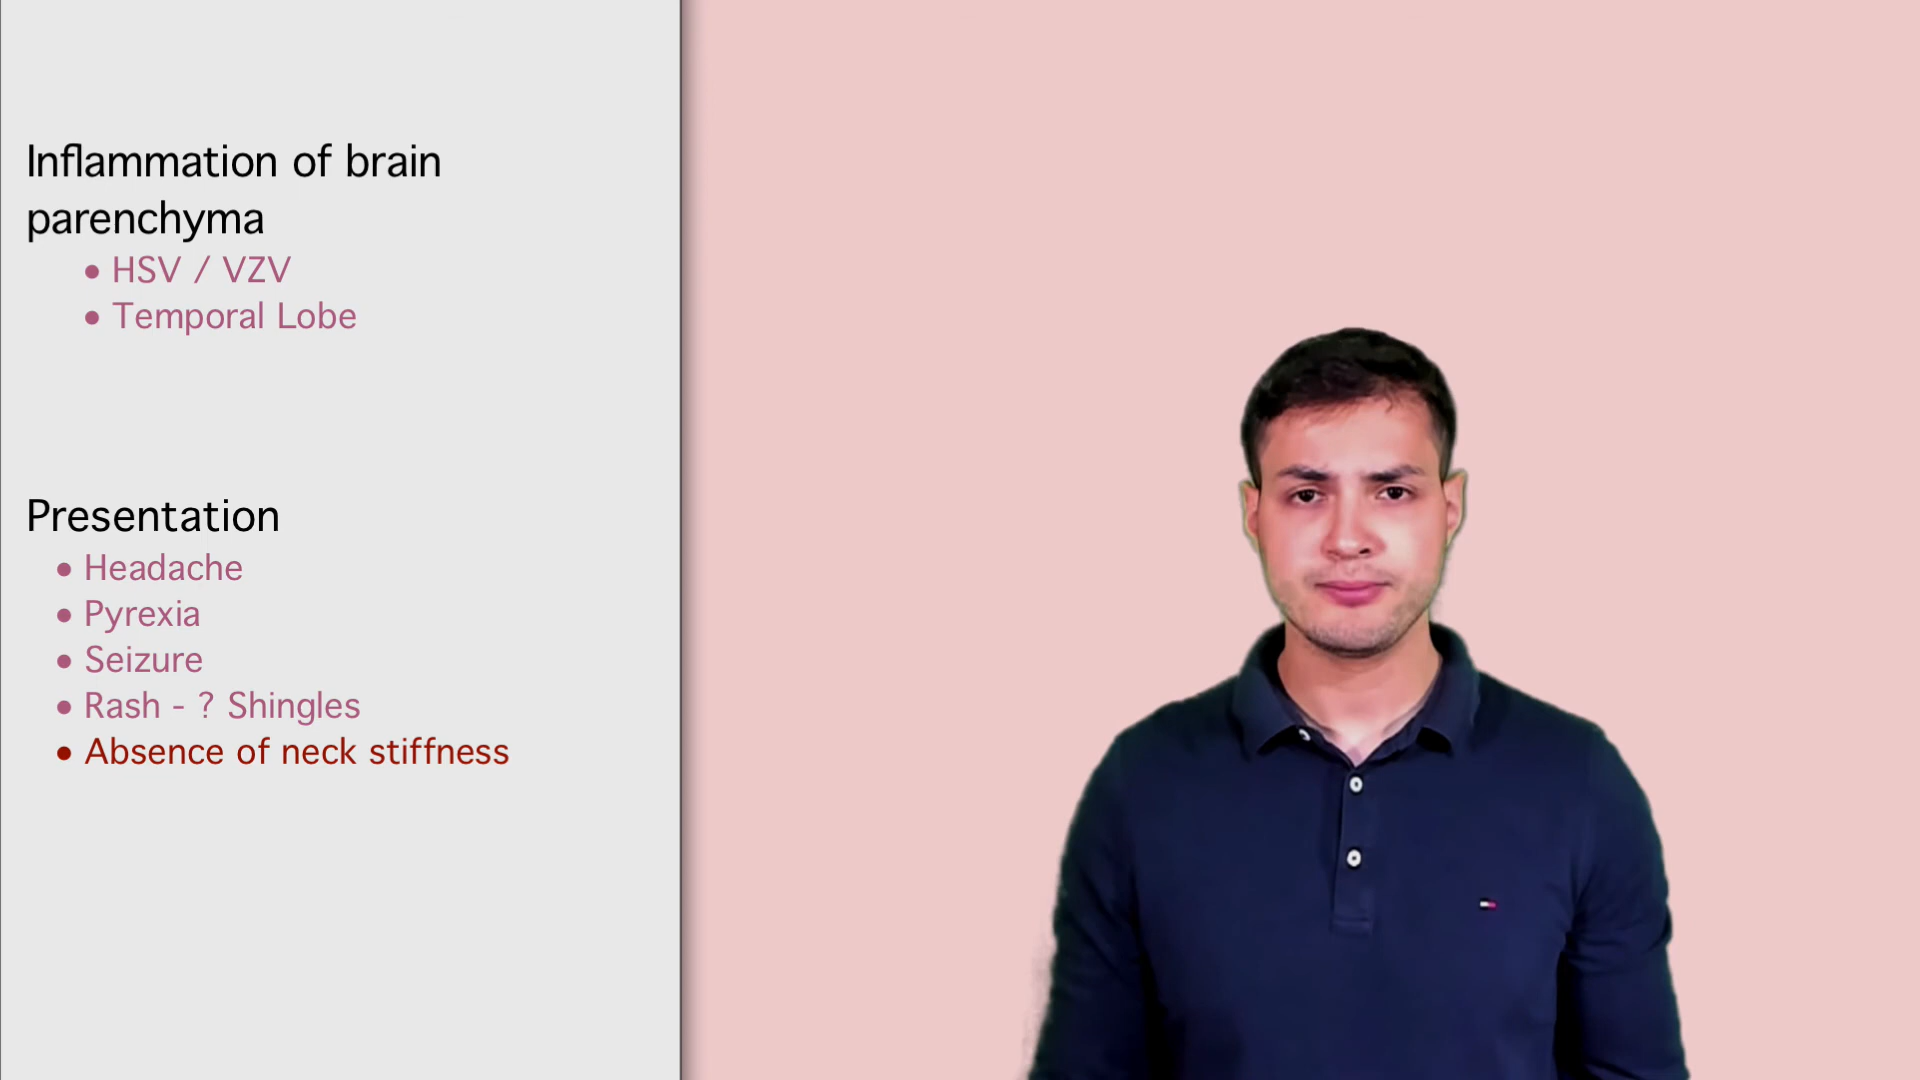 Inflammation of brain
parenchyma
• HSV / VZV
• Temporal Lobe
Presentation
• Headache
• Pyrexia
• Seizure
• Rash - ? Shingles
• Absence of neck stiffness